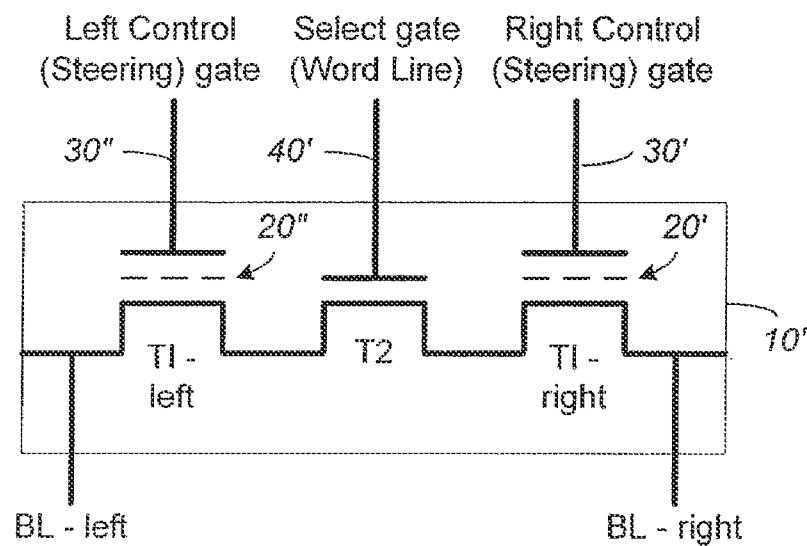 Left Control
(Steering) gate
Select gate
(Word Line)
Right Control
(Steering) gate
30"
40'
30'
20"
20'
10'
TI -
left
T2
TI -
right
BL - left
BL - right